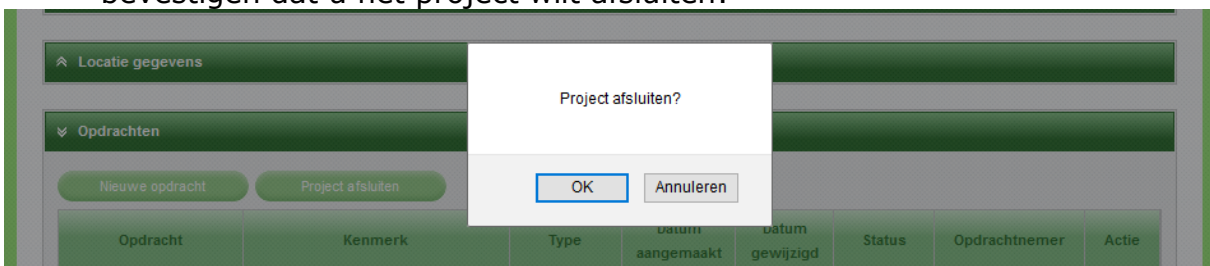 bevestigen dat u het project wilt afsluiten.
Locatie gegevens
Project afsluiten?
Opdrachten
OK Annuleren
Nieuwe opdracht Project afsluiten
Opdracht Kenmerk Type Datum aangemaakt Datum gewijzigd Status Opdrachtnemer Actie